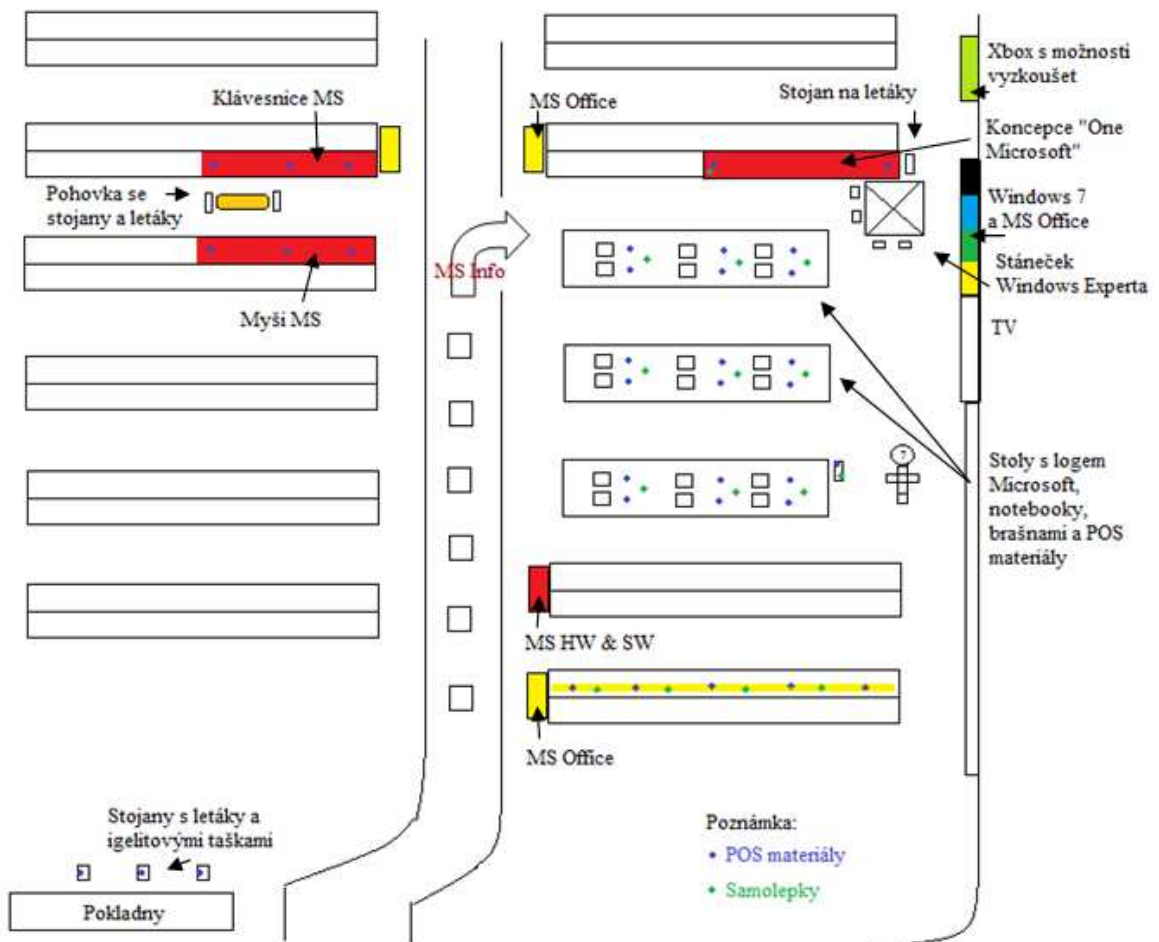 Xbox s možnosti
vyzkoušet
Klávesnice MS
MS Office
Stojan na letáky
Koncepce "One
Microsoft"
Pohovka se
stojany a letáky
Windows 7
a MS Office
MS Info
Stáneček
Windows Experta
Myši MS
TV
7
Stoly s logem
Microsoft,
notebooky,
brašnami a POS
materiály
MS HW & SW
MS Office
Stojany s letáky a
igelitovými taškami
Poznámka:
POS materiály
Samolepky
Pokladny